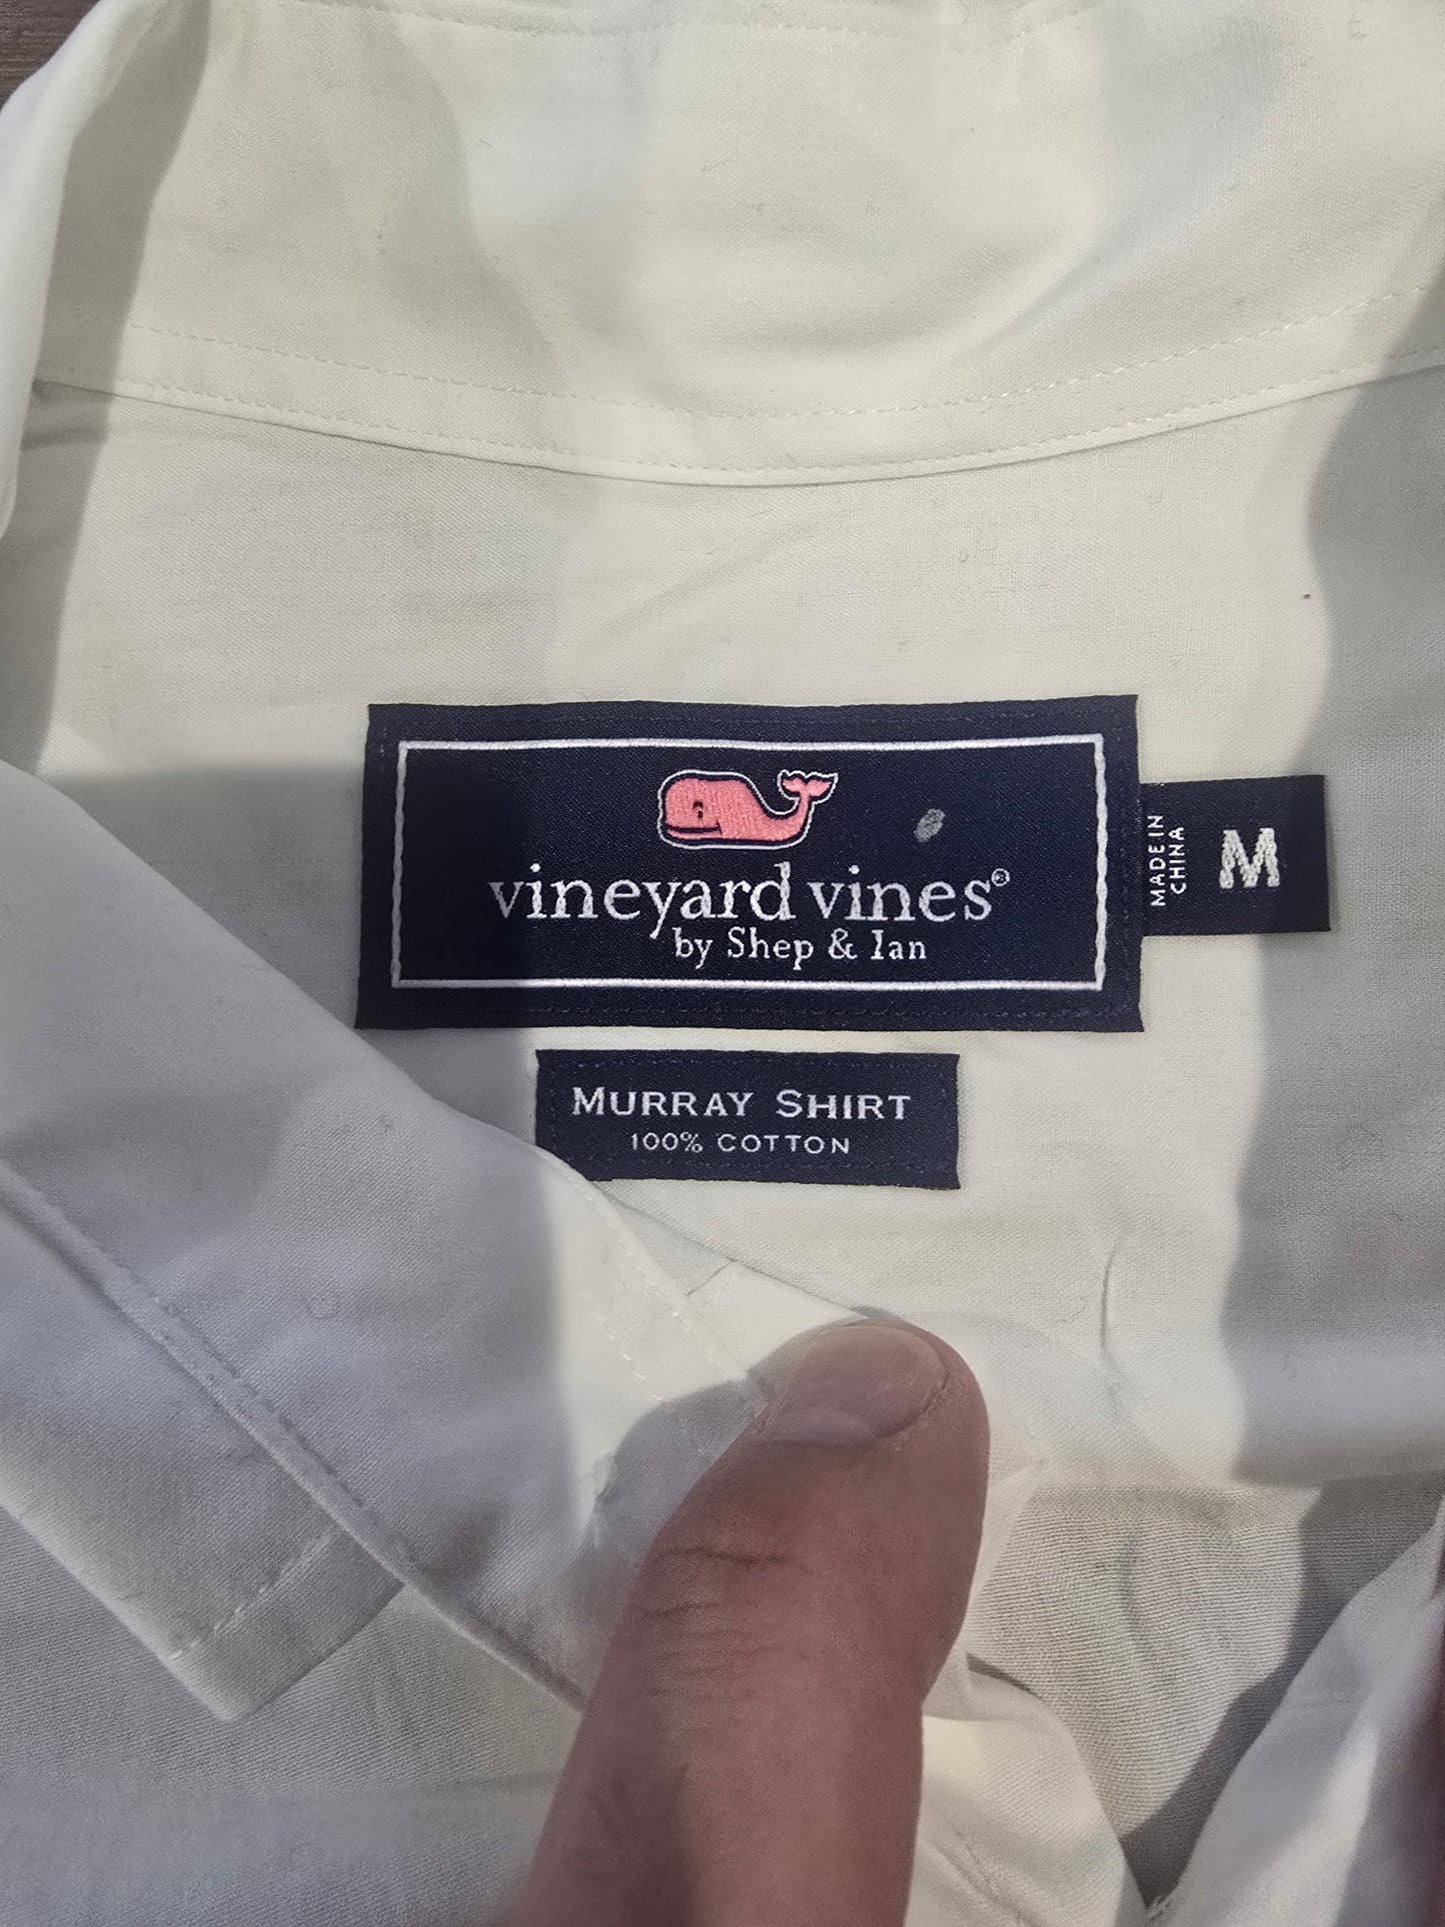 vineyard vines®
by Shep & Ian
MADE IN
CHINA
M
MURRAY SHIRT
100% COTTON